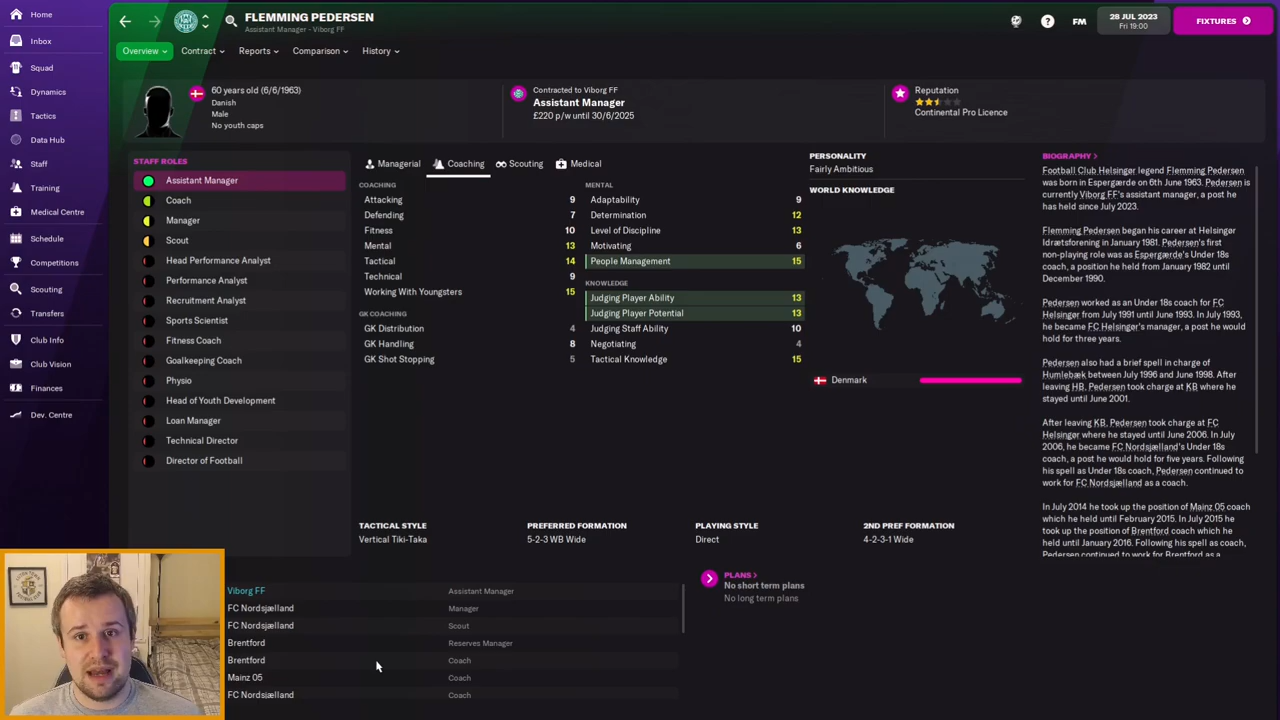 Home
Inbox
Squad
Dynamics
Tactics
Data Hub
Staff
Training
Medical Centre
Schedule
Competitions
Scouting
Transfers
Club Info
Club Vision
Finances
Dev. Centre
FLEMMING PEDERSEN
Assistant Manager - Viborg FF
?
FM
28 JUL 2023
Fri 19:00
FIXTURES
Overview
Contract
Reports
Comparison
History
60 years old (6/6/1963)
Danish
Male
No youth caps
Contracted to Viborg FF
Assistant Manager
£220 p/w until 30/6/2025
Reputation
Continental Pro Licence
STAFF ROLES
Assistant Manager
Coach
Manager
Scout
Head Performance Analyst
Performance Analyst
Recruitment Analyst
Sports Scientist
Fitness Coach
Goalkeeping Coach
Physio
Head of Youth Development
Loan Manager
Technical Director
Director of Football
Managerial
Coaching
Scouting
Medical
COACHING
Attacking 9
Defending 7
Fitness 10
Mental 13
Tactical 14
Technical 9
Working With Youngsters 15
GK COACHING
GK Distribution 4
GK Handling 8
GK Shot Stopping 5
MENTAL
Adaptability 9
Determination 12
Level of Discipline 13
Motivating 6
People Management 15
KNOWLEDGE
Judging Player Ability 13
Judging Player Potential 13
Judging Staff Ability 10
Negotiating 4
Tactical Knowledge 15
PERSONALITY
Fairly Ambitious
WORLD KNOWLEDGE
Denmark
BIOGRAPHY >
Football Club Helsingør legend Flemming Pedersen
was born in Espergærde on 6th June 1963. Pedersen is
currently Viborg FF's assistant manager, a post he
has held since July 2023.
Flemming Pedersen began his career at Helsingør
Idrætsforening in January 1981. Pedersen's first
non-playing role was as Espergærde's Under 18s
coach, a position he held from January 1982 until
December 1990.
Pedersen worked as an Under 18s coach for FC
Helsingør from July 1991 until June 1993. In July 1993,
he became FC Helsingør's manager, a post he would
hold for three years.
Pedersen also had a brief spell in charge of
Humlebæk between July 1996 and June 1998. After
leaving HB, Pedersen took charge at KB where he
stayed until June 2001.
After leaving KB, Pedersen took charge at FC
Helsingør where he stayed until June 2006. In July
2006, he became FC Nordsjælland's Under 18s
coach, a post he would hold for five years. Following
his spell as Under 18s coach, Pedersen continued to
work for FC Nordsjælland as a coach.
In July 2014 he took up the position of Mainz 05 coach
which he held until February 2015. In July 2015 he
took up the position of Brentford coach which he
held until January 2016. Following his spell as coach,
Pedersen continued to work for Brentford as a
TACTICAL STYLE
Vertical Tiki-Taka
PREFERRED FORMATION
5-2-3 WB Wide
PLAYING STYLE
Direct
2ND PREF FORMATION
4-2-3-1 Wide
Viborg FF Assistant Manager
FC Nordsjælland Manager
FC Nordsjælland Scout
Brentford Reserves Manager
Brentford Coach
Mainz 05 Coach
FC Nordsjælland Coach
PLANS >
No short term plans
No long term plans